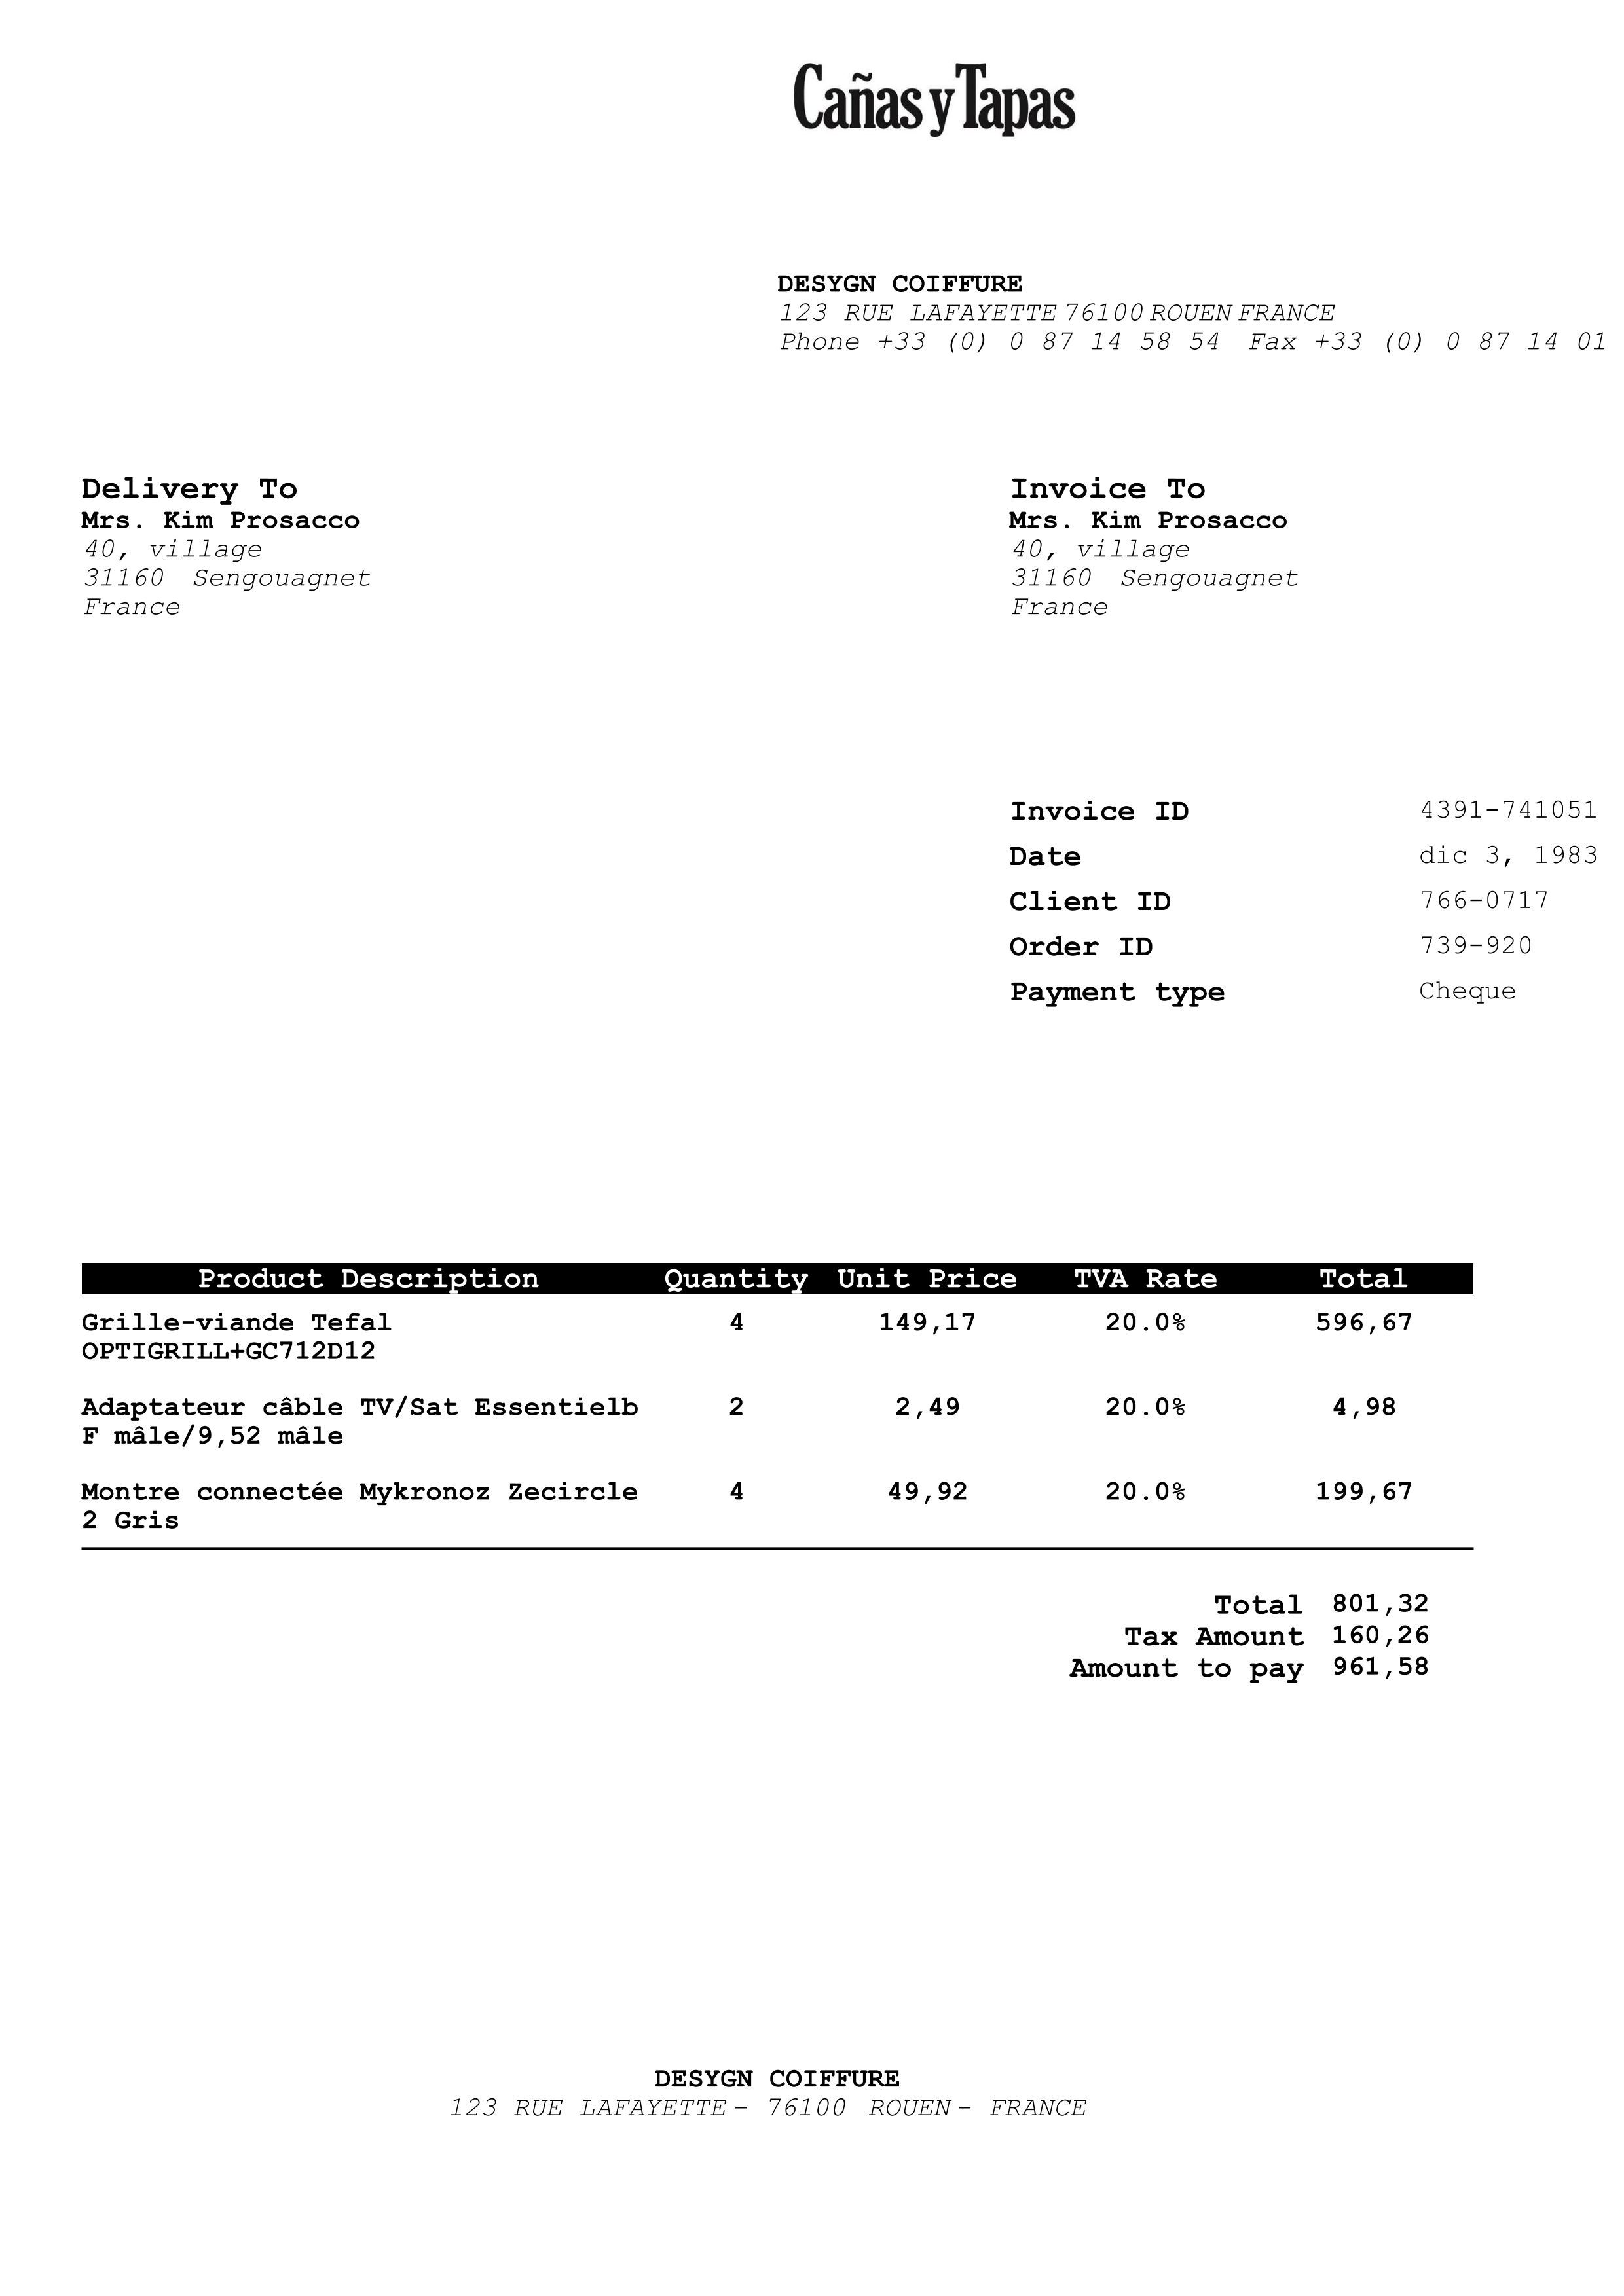 Cañas y Tapas
DESYGN COIFFURE
123 RUE LAFAYETTE 76100 ROUEN FRANCE
Phone +33 (0) 0 87 14 58 54 Fax +33 (0) 0 87 14 01
Delivery To
Mrs. Kim Prosacco
40, village
31160 Sengouagnet
France
Invoice To
Mrs. Kim Prosacco
40, village
31160 Sengouagnet
France
Invoice ID 4391-741051
Date dic 3, 1983
Client ID 766-0717
Order ID 739-920
Payment type Cheque
Product Description Quantity Unit Price TVA Rate Total
Grille-viande Tefal 4 149,17 20.0% 596,67
OPTIGRILL+GC712D12
Adaptateur câble TV/Sat Essentielb 2 2,49 20.0% 4,98
F mâle/9,52 mâle
Montre connectée Mykronoz Zecircle 4 49,92 20.0% 199,67
2 Gris
Total 801,32
Tax Amount 160,26
Amount to pay 961,58
DESYGN COIFFURE
123 RUE LAFAYETTE - 76100 ROUEN - FRANCE